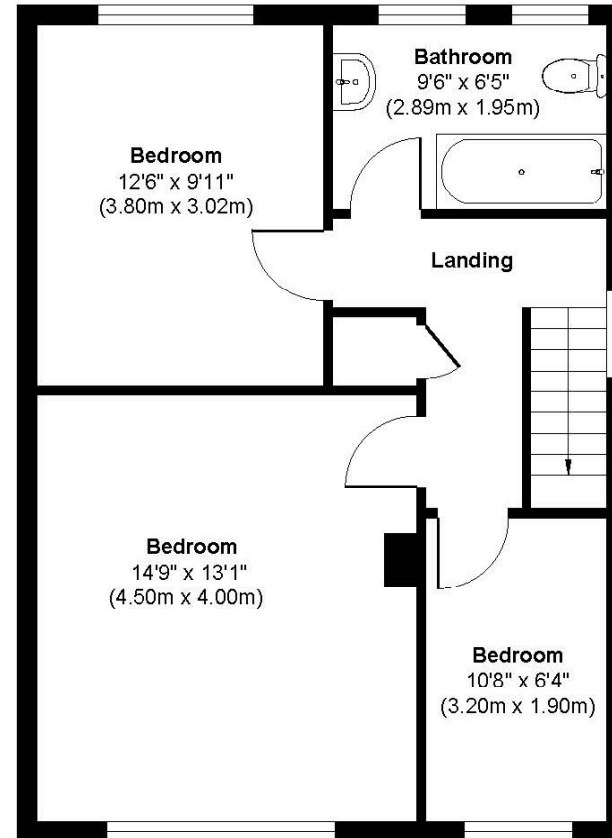 Bathroom
9'6" x 6'5"
(2.89m x 1.95m)
Bedroom
12'6" x 9'11"
(3.80m x 3.02m)
Landing
Bedroom
14'9" x 13'1"
(4.50m x 4.00m)
Bedroom
10'8" x 6'4"
(3.20m x 1.90m)